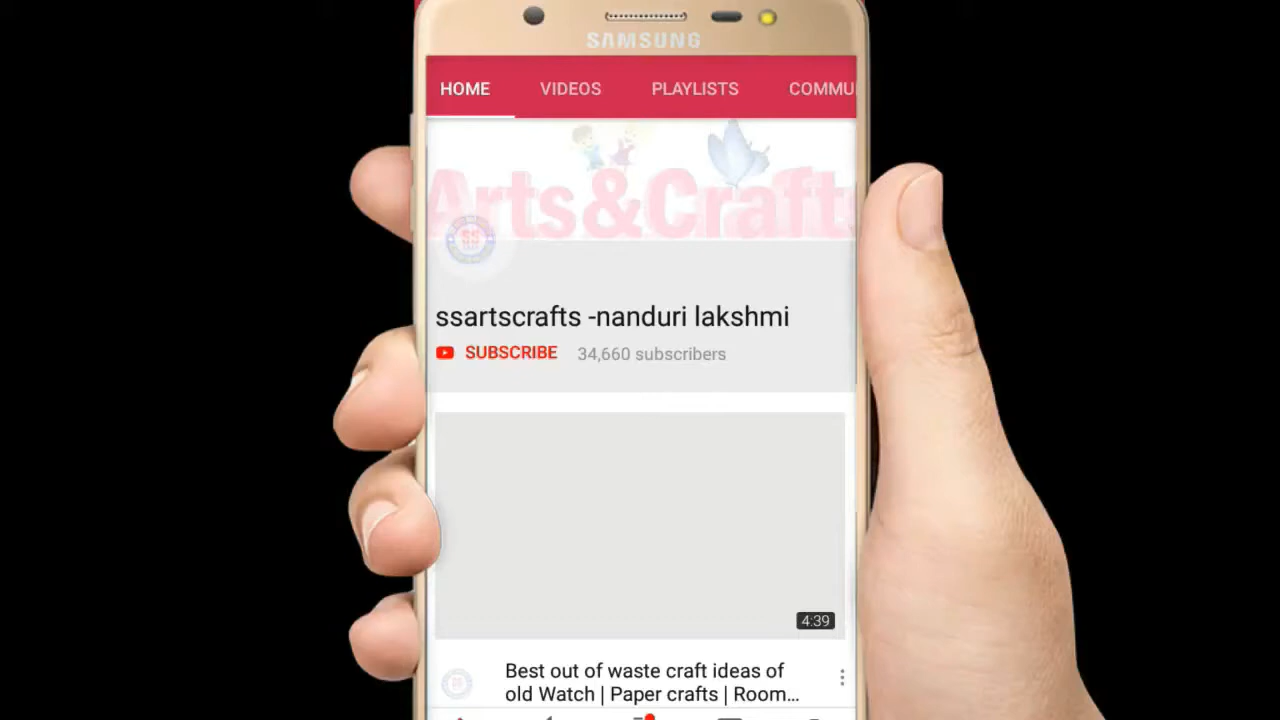 SAMSUNG
HOME VIDEOS PLAYLISTS COMMU
Arts&Crafts
SS
ssartscrafts -nanduri lakshmi
SUBSCRIBE 34,660 subscribers
4:39
Best out of waste craft ideas of
old Watch | Paper crafts | Room...